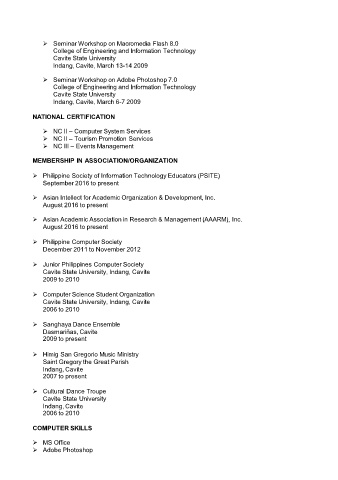 ➢ Seminar Workshop on Macromedia Flash 8.0
College of Engineering and Information Technology
Cavite State University
Indang, Cavite, March 13-14 2009
➢ Seminar Workshop on Adobe Photoshop 7.0
College of Engineering and Information Technology
Cavite State University
Indang, Cavite, March 6-7 2009
NATIONAL CERTIFICATION
➢ NC II – Computer System Services
➢ NC II – Tourism Promotion Services
➢ NC III – Events Management
MEMBERSHIP IN ASSOCIATION/ORGANIZATION
➢ Philippine Society of Information Technology Educators (PSITE)
September 2016 to present
➢ Asian Intellect for Academic Organization & Development, Inc.
August 2016 to present
➢ Asian Academic Association in Research & Management (AAARM), Inc.
August 2016 to present
➢ Philippine Computer Society
December 2011 to November 2012
➢ Junior Philippines Computer Society
Cavite State University, Indang, Cavite
2009 to 2010
➢ Computer Science Student Organization
Cavite State University, Indang, Cavite
2006 to 2010
➢ Sanghaya Dance Ensemble
Dasmariñas, Cavite
2009 to present
➢ Himig San Gregorio Music Ministry
Saint Gregory the Great Parish
Indang, Cavite
2007 to present
➢ Cultural Dance Troupe
Cavite State University
Indang, Cavite
2006 to 2010
COMPUTER SKILLS
➢ MS Office
➢ Adobe Photoshop